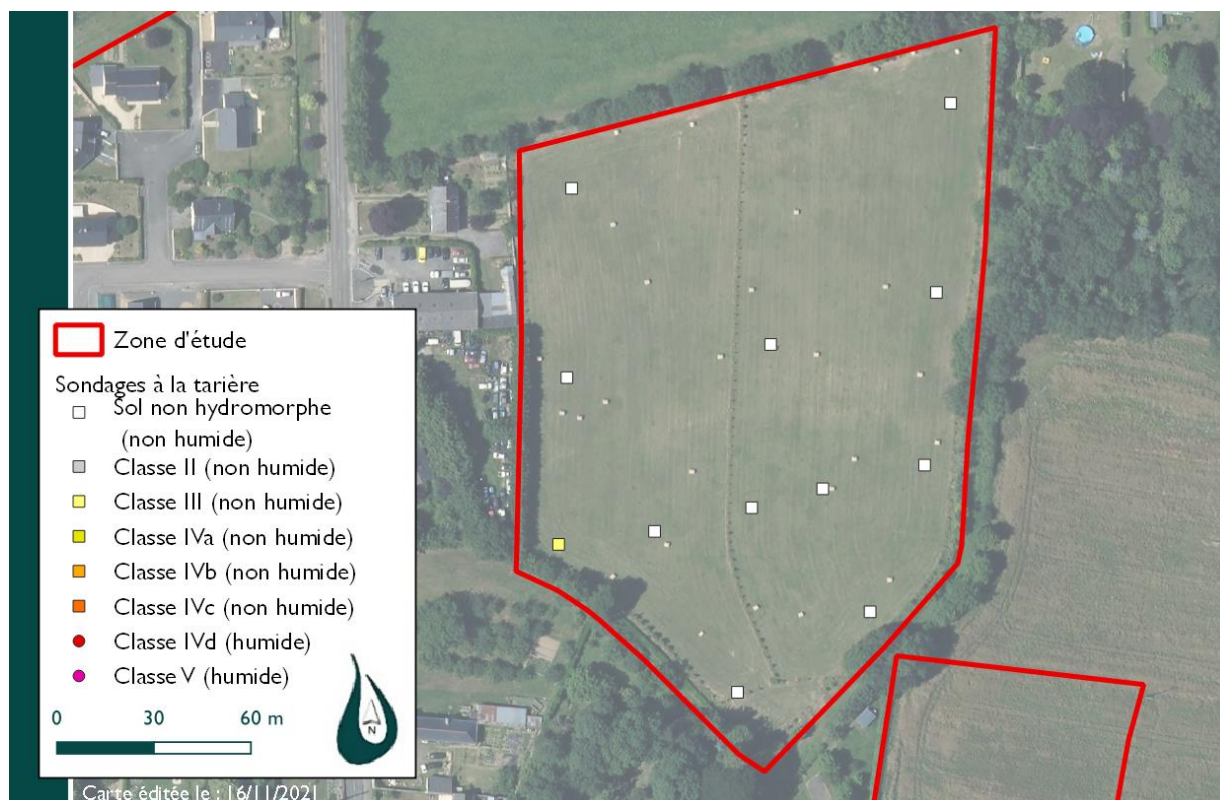 Zone d'étude
Sondages à la tarière
Sol non hydromorphe
(non humide)
Classe II (non humide)
Classe III (non humide)
Classe IVa (non humide)
Classe IVb (non humide)
Classe IVc (non humide)
Classe IVd (humide)
Classe V (humide)
0 30 60 m
N
Carte éditée le : 16/11/2021